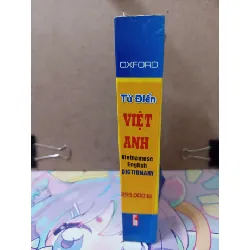 OXFORD
Từ Điển
VIỆT
ANH
Vietnamese
English
DICTIONARY